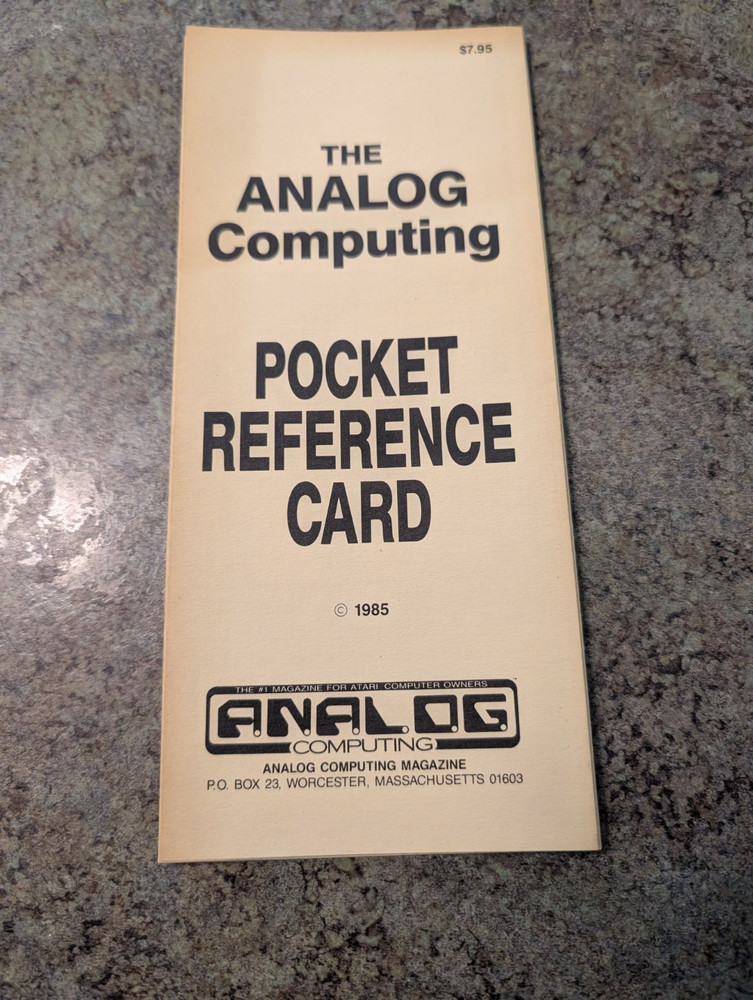 $7.95
THE
ANALOG
Computing
POCKET
REFERENCE
CARD
© 1985
THE #1 MAGAZINE FOR ATARI COMPUTER OWNERS
ANALOG
COMPUTING
ANALOG COMPUTING MAGAZINE
P.O. BOX 23, WORCESTER, MASSACHUSETTS 01603